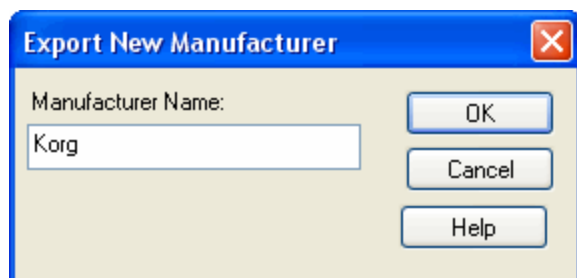 Export New Manufacturer
Manufacturer Name:
Korg
OK
Cancel
Help